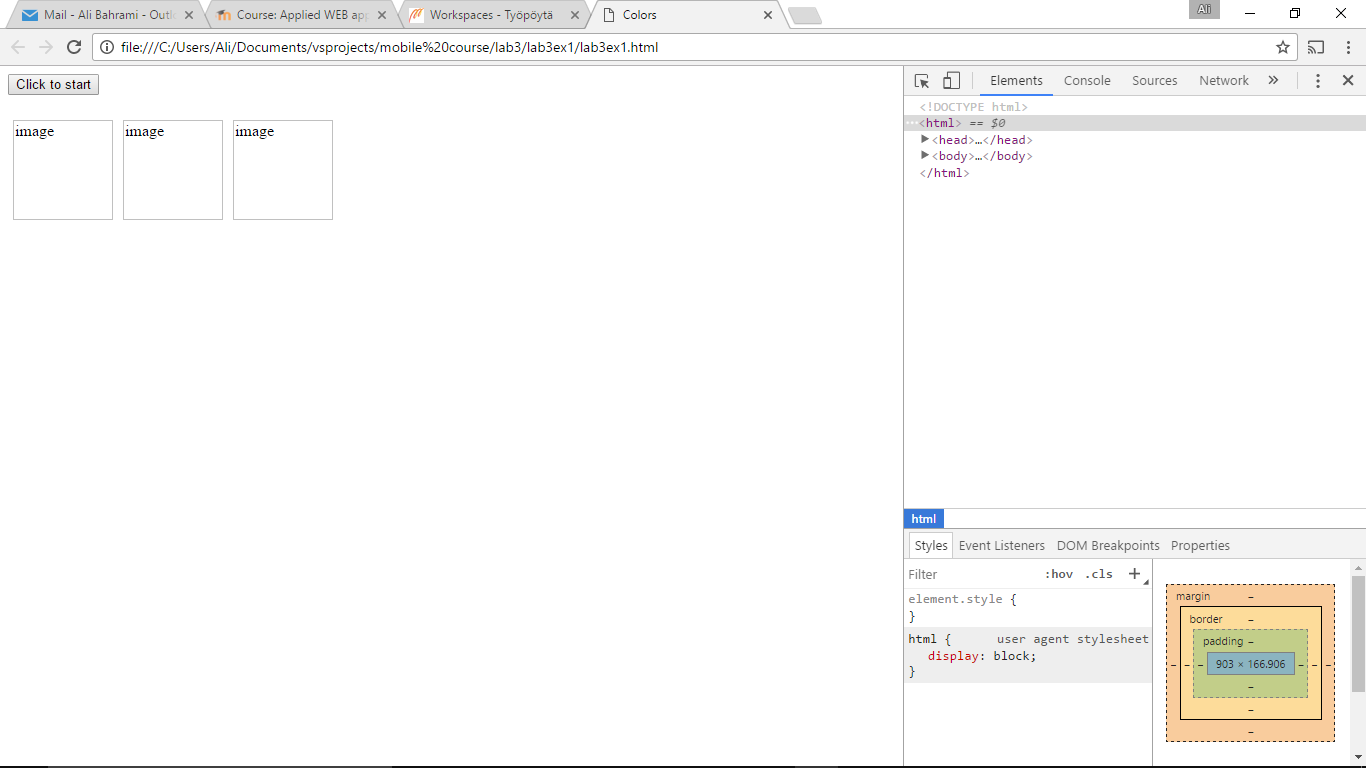 Mail - Ali Bahrami - Outl
Course: Applied WEB ap
Workspaces - Työpöytä
Colors
Ali
file:///C:/Users/Ali/Documents/vsprojects/mobile%20course/lab3/lab3ex1/lab3ex1.html
Click to start
image image image
Elements Console Sources Network »
<!DOCTYPE html>
…<html> == $0
▶<head>…</head>
▶<body>…</body>
</html>
html
Styles Event Listeners DOM Breakpoints Properties
Filter :hov .cls +
element.style {
}
html { user agent stylesheet
display: block;
}
margin –
border –
padding –
– – – 903 × 166.906 – – –
–
–
–